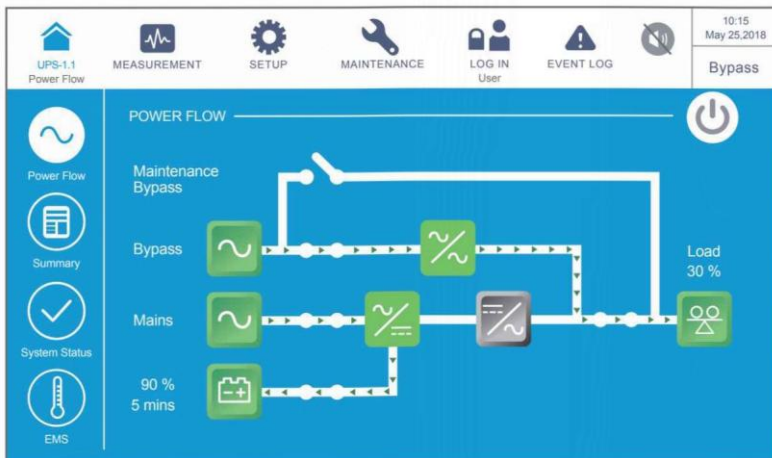 UPS-1.1
Power Flow
MEASUREMENT
SETUP
MAINTENANCE
LOG IN
User
EVENT LOG
10:15
May 25,2018
Bypass
POWER FLOW
Power Flow
Summary
System Status
EMS
Maintenance
Bypass
Bypass
Mains
90 %
5 mins
Load
30 %